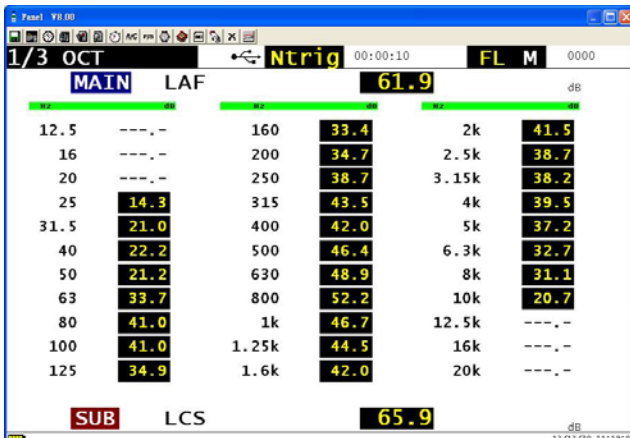 Panel V8.00
1/3 OCT Ntrig 00:00:10 FL M 0000
MAIN LAF 61.9 dB
Hz dB Hz dB Hz dB
12.5 ---.- 160 33.4 2k 41.5
16 ---.- 200 34.7 2.5k 38.7
20 ---.- 250 38.7 3.15k 38.2
25 14.3 315 43.5 4k 39.5
31.5 21.0 400 42.0 5k 37.2
40 22.2 500 46.4 6.3k 32.7
50 21.2 630 48.9 8k 31.1
63 33.7 800 52.2 10k 20.7
80 41.0 1k 46.7 12.5k ---.-
100 41.0 1.25k 44.5 16k ---.-
125 34.9 1.6k 42.0 20k ---.-
SUB LCS 65.9 dB